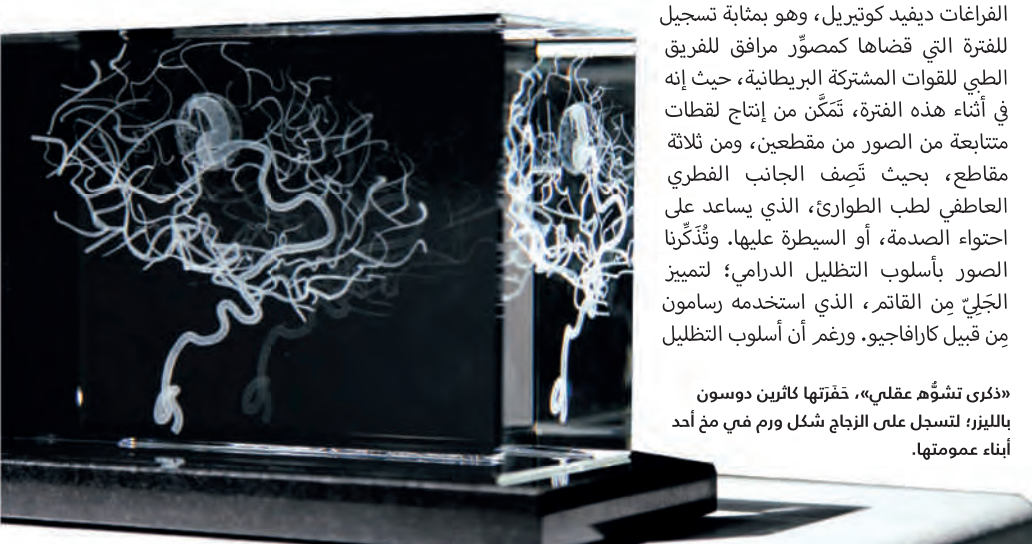 الفراغات ديفيد كوتيريل، وهو بمثابة تسجيل
للفترة التي قضاها كمصوِّر مرافق للفريق
الطبي للقوات المشتركة البريطانية، حيث إنه
في أثناء هذه الفترة، تَمَكَّن من إنتاج لقطات
متتابعة من الصور من مقطعين، ومن ثلاثة
مقاطع، بحيث تَصِف الجانب الفطري
العاطفي لطب الطوارئ، الذي يساعد على
احتواء الصدمة، أو السيطرة عليها. وتُذَكِّرنا
الصور بأسلوب التظليل الدرامي؛ لتمييز
الجَلِيّ مِن القاتم، الذي استخدمه رسامون
مِن قبيل كارافاجيو. ورغم أن أسلوب التظليل
«ذكرى تشوُّه عقلي»، حَفَرَتها كاثرين دوسون
بالليزر؛ لتسجل على الزجاج شكل ورم في مخ أحد
أبناء عمومتها.